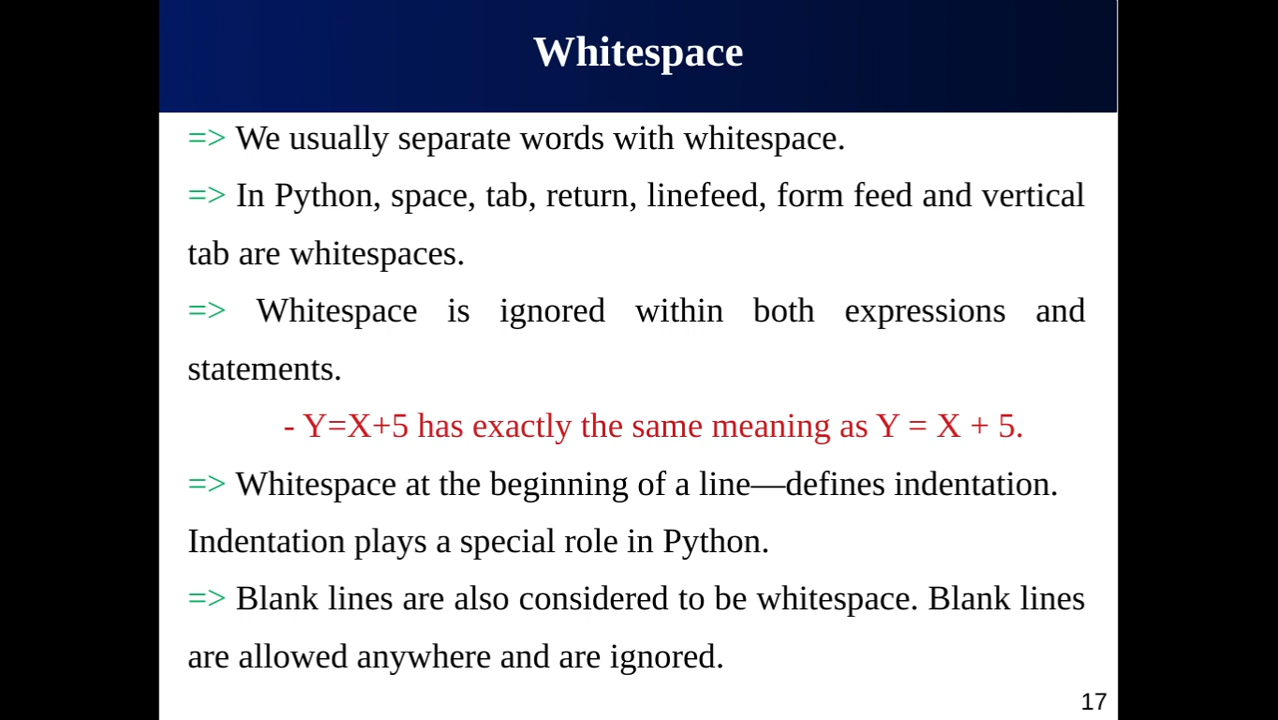 Whitespace
=> We usually separate words with whitespace.
=> In Python, space, tab, return, linefeed, form feed and vertical
tab are whitespaces.
=> Whitespace is ignored within both expressions and
statements.
- Y=X+5 has exactly the same meaning as Y = X + 5.
=> Whitespace at the beginning of a line—defines indentation.
Indentation plays a special role in Python.
=> Blank lines are also considered to be whitespace. Blank lines
are allowed anywhere and are ignored.
17